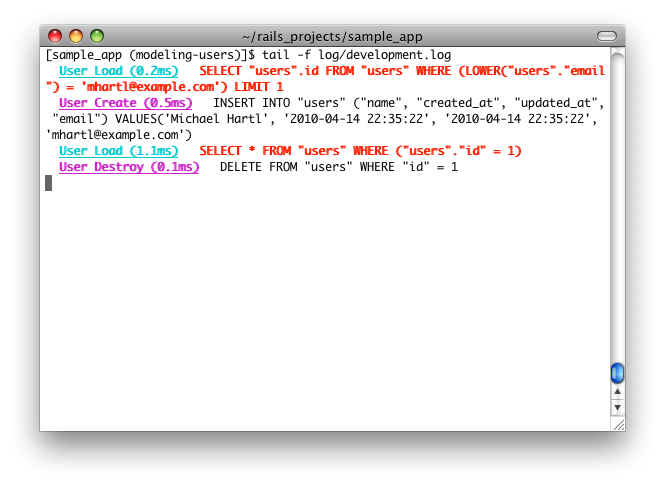 ~/rails_projects/sample_app
[sample_app (modeling-users)]$ tail -f log/development.log
User Load (0.2ms)   SELECT "users".id FROM "users" WHERE (LOWER("users"."email
") = 'mhartl@example.com') LIMIT 1
User Create (0.5ms)   INSERT INTO "users" ("name", "created_at", "updated_at",
"email") VALUES('Michael Hartl', '2010-04-14 22:35:22', '2010-04-14 22:35:22',
'mhartl@example.com')
User Load (1.1ms)   SELECT * FROM "users" WHERE ("users"."id" = 1)
User Destroy (0.1ms)   DELETE FROM "users" WHERE "id" = 1